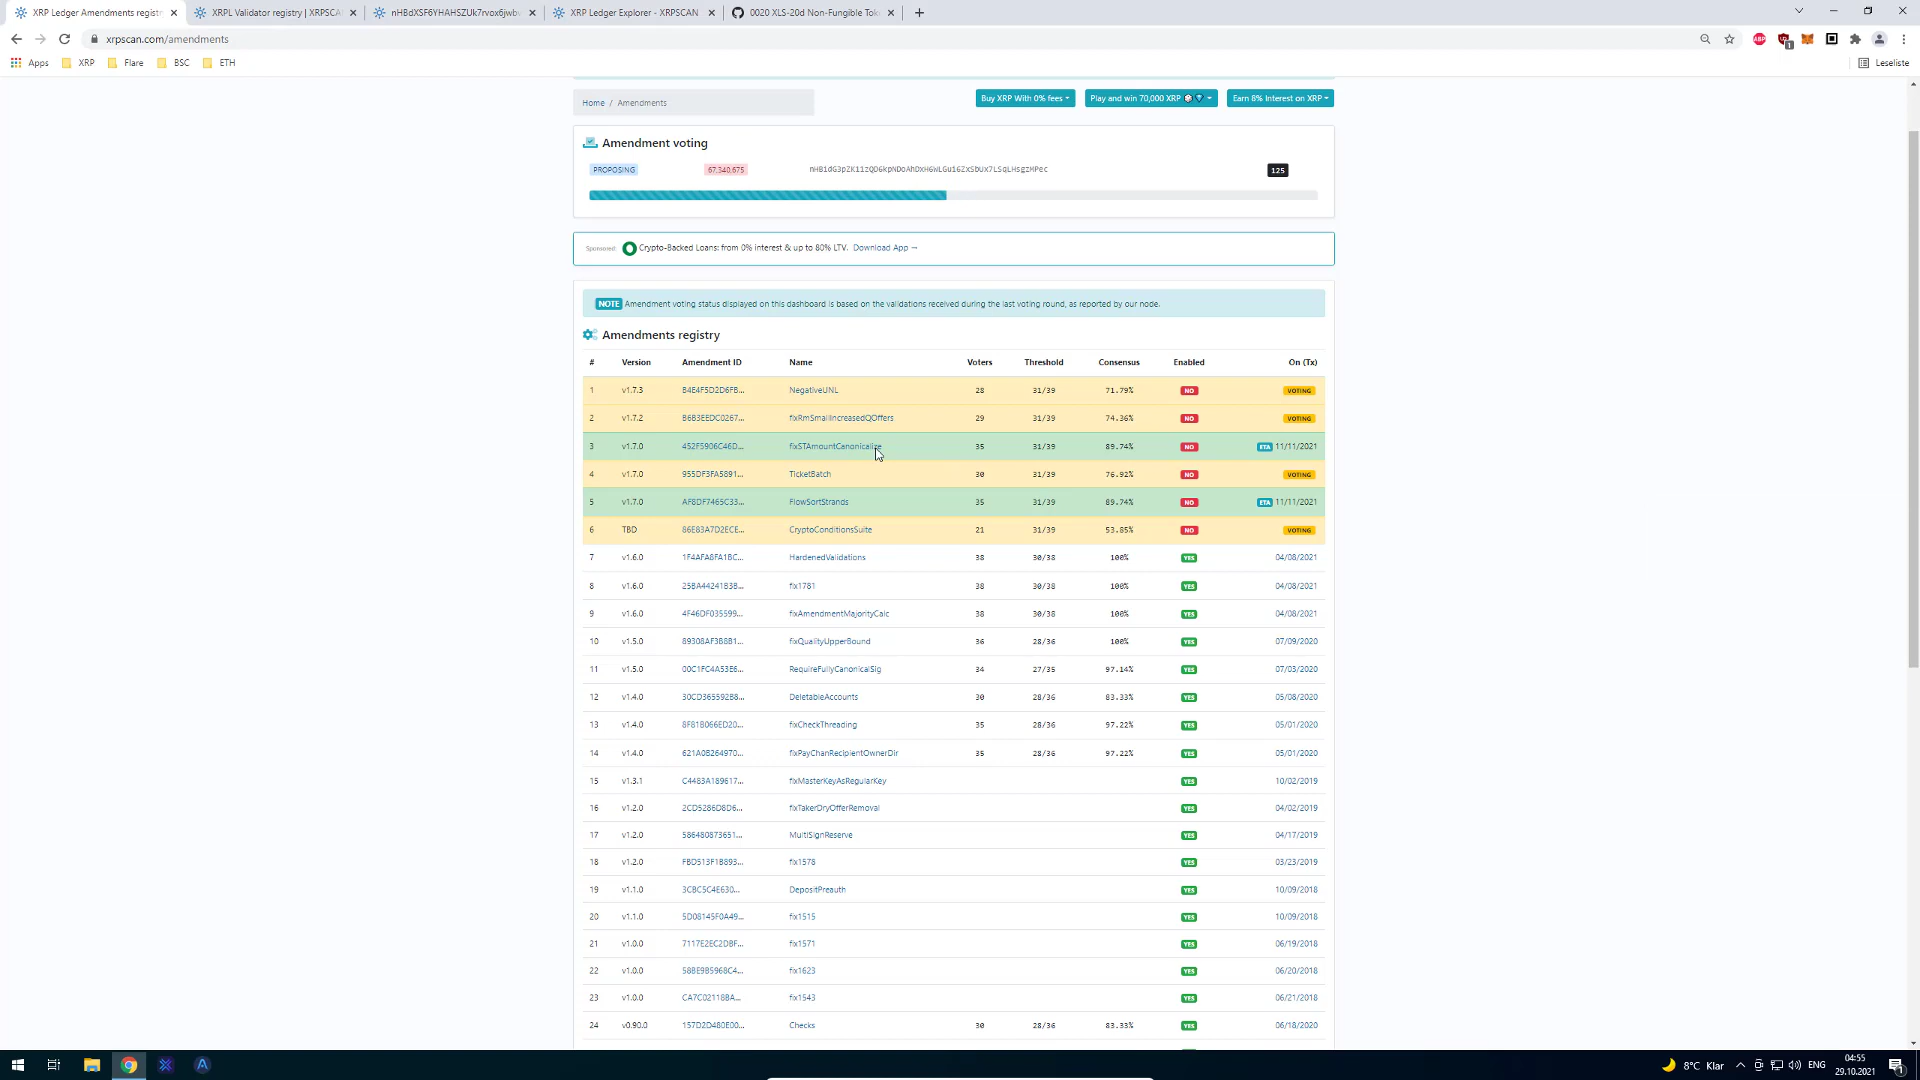 XRP Ledger Amendments registr
XRPL Validator registry | XRPSCAN
nHBdXSF6YHAHSZUk7rvox6jwbv
XRP Ledger Explorer - XRPSCAN
0020 XLS-20d Non-Fungible Tok
xrpscan.com/amendments
Apps
XRP
Flare
BSC
ETH
Leseliste
Home / Amendments
Buy XRP With 0% fees
Play and win 70,000 XRP
Earn 8% Interest on XRP
Amendment voting
PROPOSING
67,340,675
125
Sponsored:
Crypto-Backed Loans: from 0% interest & up to 80% LTV. Download App →
NOTE Amendment voting status displayed on this dashboard is based on the validations received during the last voting round, as reported by our node.
Amendments registry
# Version Amendment ID Name Voters Threshold Consensus Enabled On (Tx)
1 v1.7.3 B4E4F5D2D6FB... NegativeUNL 28 31/39 71.79% NO VOTING
2 v1.7.2 B6B3EEDC0267... fixRmSmallIncreasedQOffers 29 31/39 74.36% NO VOTING
3 v1.7.0 452F5906C46D... fixSTAmountCanonicalize 35 31/39 89.74% NO ETA 11/11/2021
4 v1.7.0 955DF3FA5891... TicketBatch 30 31/39 76.92% NO VOTING
5 v1.7.0 AF8DF7465C33... FlowSortStrands 35 31/39 89.74% NO ETA 11/11/2021
6 TBD 86E83A7D2ECE... CryptoConditionsSuite 21 31/39 53.85% NO VOTING
7 v1.6.0 1F4AFA8FA1BC... HardenedValidations 38 30/38 100% YES 04/08/2021
8 v1.6.0 25BA44241B3B... fix1781 38 30/38 100% YES 04/08/2021
9 v1.6.0 4F46DF035599... fixAmendmentMajorityCalc 38 30/38 100% YES 04/08/2021
10 v1.5.0 89308AF3B8B1... fixQualityUpperBound 36 28/36 100% YES 07/09/2020
11 v1.5.0 00C1FC4A53E6... RequireFullyCanonicalSig 34 27/35 97.14% YES 07/03/2020
12 v1.4.0 30CD365592B8... DeletableAccounts 30 28/36 83.33% YES 05/08/2020
13 v1.4.0 8F81B066ED20... fixCheckThreading 35 28/36 97.22% YES 05/01/2020
14 v1.4.0 621A0B264970... fixPayChanRecipientOwnerDir 35 28/36 97.22% YES 05/01/2020
15 v1.3.1 C4483A189617... fixMasterKeyAsRegularKey YES 10/02/2019
16 v1.2.0 2CD5286D8D6... fixTakerDryOfferRemoval YES 04/02/2019
17 v1.2.0 586480873651... MultiSignReserve YES 04/17/2019
18 v1.2.0 FBD513F1B893... fix1578 YES 03/23/2019
19 v1.1.0 3CBC5C4E630... DepositPreauth YES 10/09/2018
20 v1.1.0 5D08145F0A49... fix1515 YES 10/09/2018
21 v1.0.0 7117E2EC2DBF... fix1571 YES 06/19/2018
22 v1.0.0 58BE9B5968C4... fix1623 YES 06/20/2018
23 v1.0.0 CA7C02118BA... fix1543 YES 06/21/2018
24 v0.90.0 157D2D480E00... Checks 30 28/36 83.33% YES 06/18/2020
8°C Klar
ENG
04:55
29.10.2021